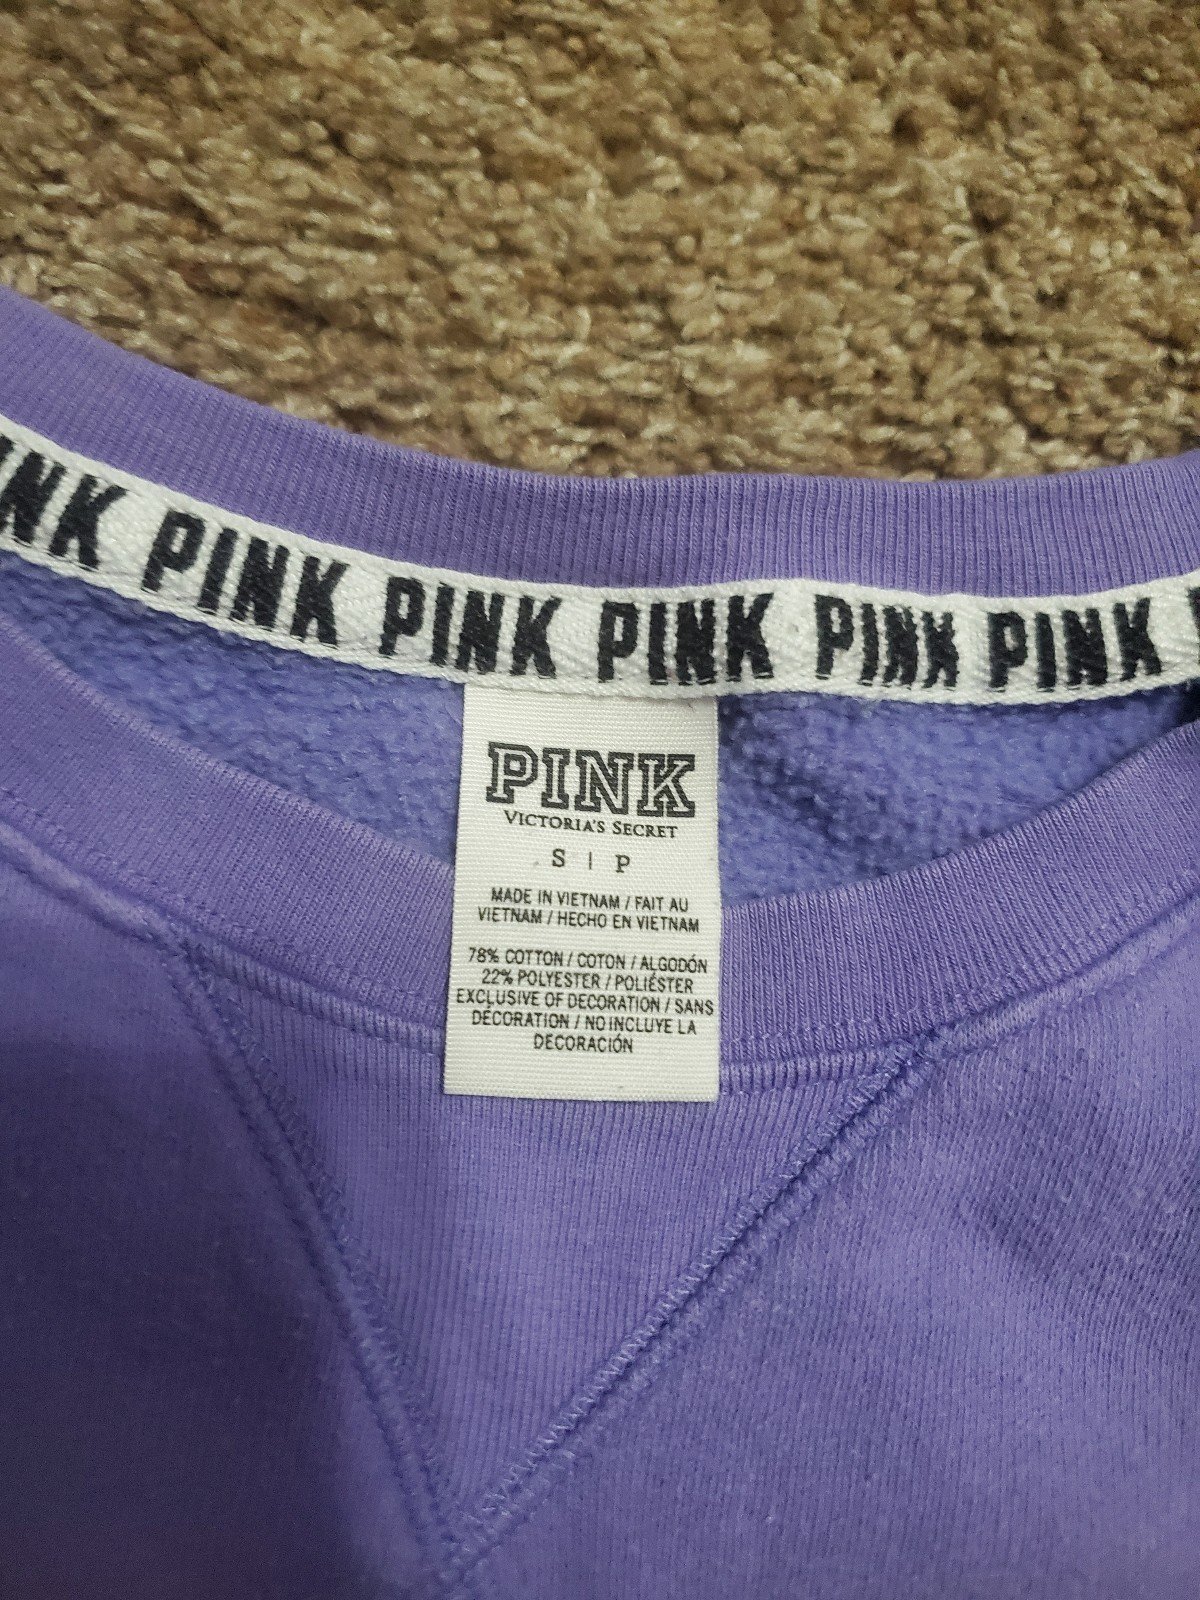 PINK PINK PINK PINK PINK
PINK
VICTORIA'S SECRET
S | P
MADE IN VIETNAM / FAIT AU
VIETNAM / HECHO EN VIETNAM
78% COTTON / COTON / ALGODÓN
22% POLYESTER / POLIÉSTER
EXCLUSIVE OF DECORATION / SANS
DÉCORATION / NO INCLUYE LA
DECORACIÓN